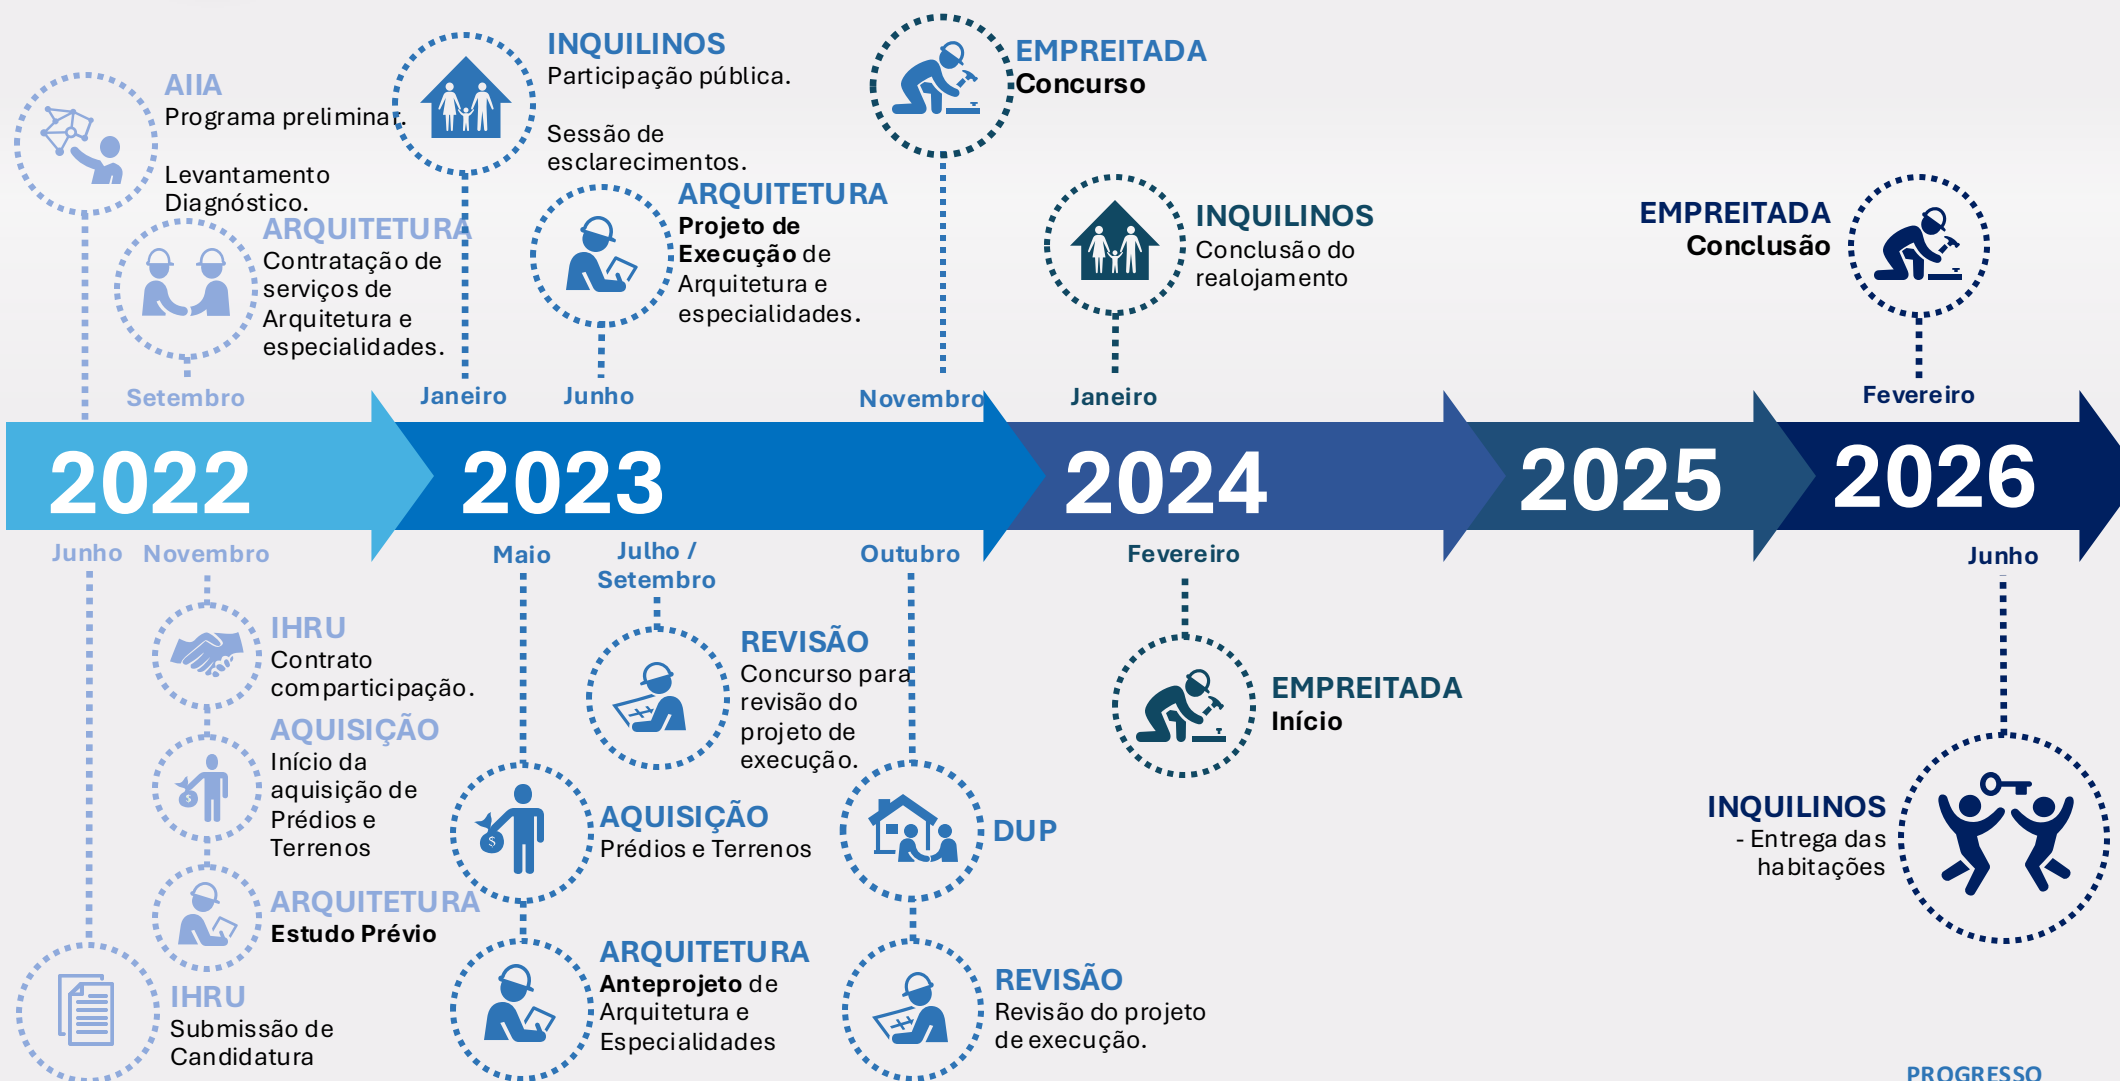 AIIA
Programa preliminar.
Levantamento
Diagnóstico.
ARQUITETURA
Contratação de
serviços de
Arquitetura e
especialidades.
Setembro
INQUILINOS
Participação pública.
Sessão de
esclarecimentos.
Janeiro
ARQUITETURA
Projeto de
Execução de
Arquitetura e
especialidades.
Junho
EMPREITADA
Concurso
Novembro
INQUILINOS
Conclusão do
realojamento
Janeiro
EMPREITADA
Conclusão
Fevereiro
2022
2023
2024
2025
2026
Junho
IHRU
Submissão de
Candidatura
Novembro
IHRU
Contrato
comparticipação.
AQUISIÇÃO
Início da
aquisição de
Prédios e
Terrenos
ARQUITETURA
Estudo Prévio
Maio
AQUISIÇÃO
Prédios e Terrenos
ARQUITETURA
Anteprojeto de
Arquitetura e
Especialidades
Julho /
Setembro
REVISÃO
Concurso para
revisão do
projeto de
execução.
Outubro
DUP
REVISÃO
Revisão do projeto
de execução.
Fevereiro
EMPREITADA
Início
Junho
INQUILINOS
- Entrega das
habitações
PROGRESSO